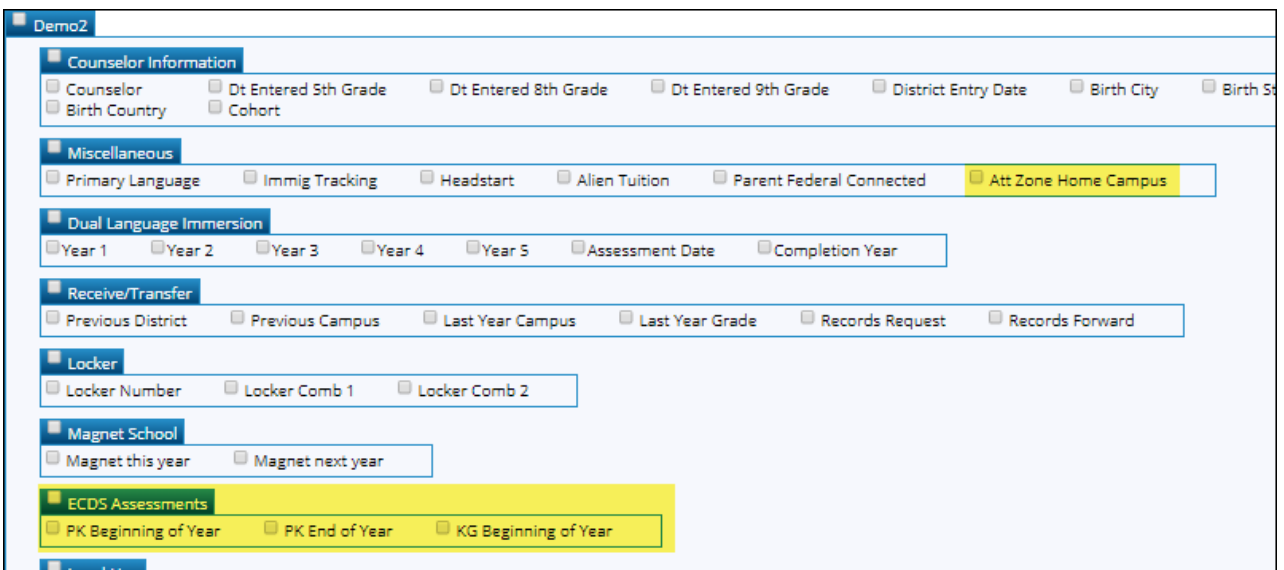 Demo2
Counselor Information
Counselor Dt Entered 5th Grade Dt Entered 8th Grade Dt Entered 9th Grade District Entry Date Birth City Birth St
Birth Country Cohort
Miscellaneous
Primary Language Immig Tracking Headstart Alien Tuition Parent Federal Connected Att Zone Home Campus
Dual Language Immersion
Year 1 Year 2 Year 3 Year 4 Year 5 Assessment Date Completion Year
Receive/Transfer
Previous District Previous Campus Last Year Campus Last Year Grade Records Request Records Forward
Locker
Locker Number Locker Comb 1 Locker Comb 2
Magnet School
Magnet this year Magnet next year
ECDS Assessments
PK Beginning of Year PK End of Year KG Beginning of Year